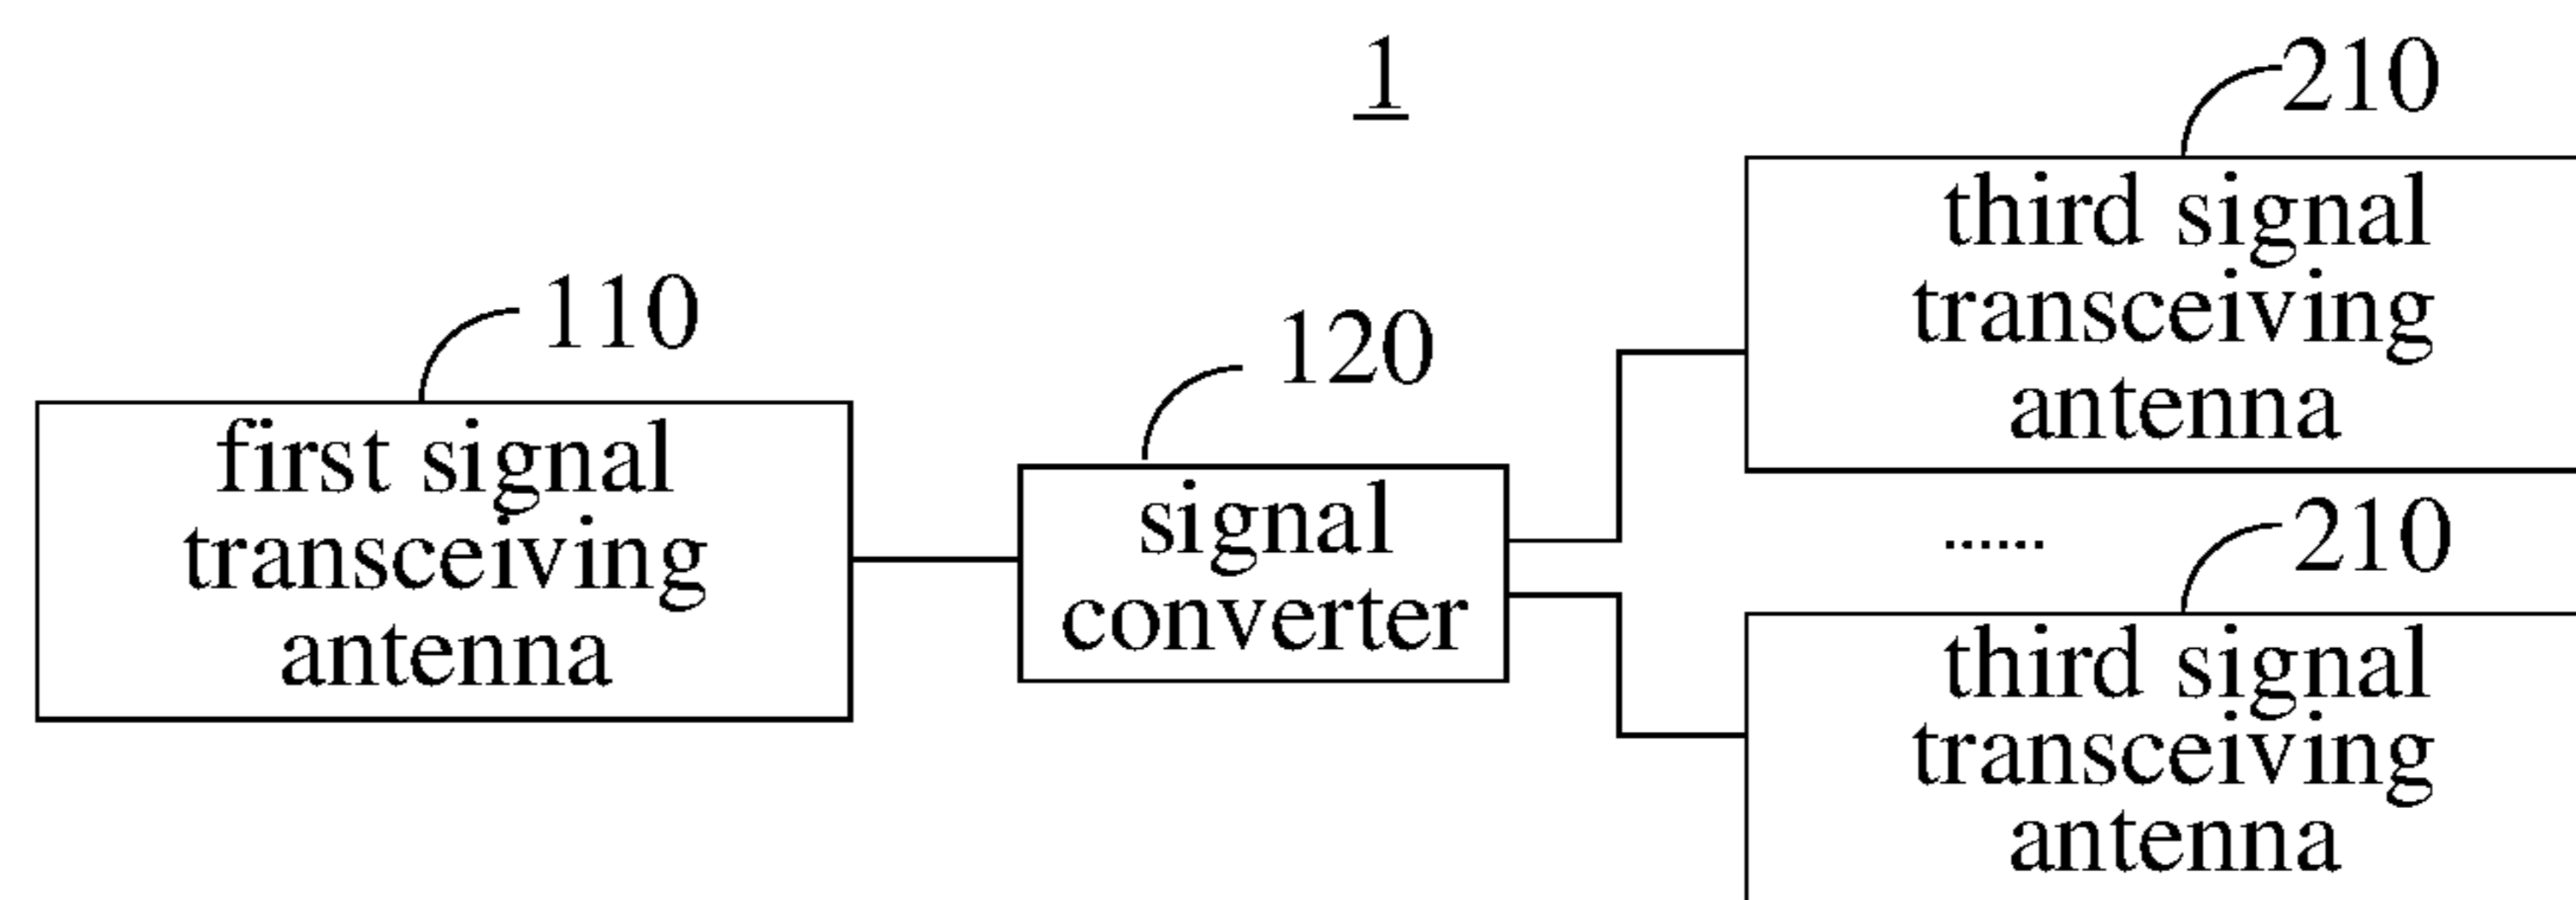 1
110
first signal
transceiving
antenna
120
signal
converter
210
third signal
transceiving
antenna
......
210
third signal
transceiving
antenna